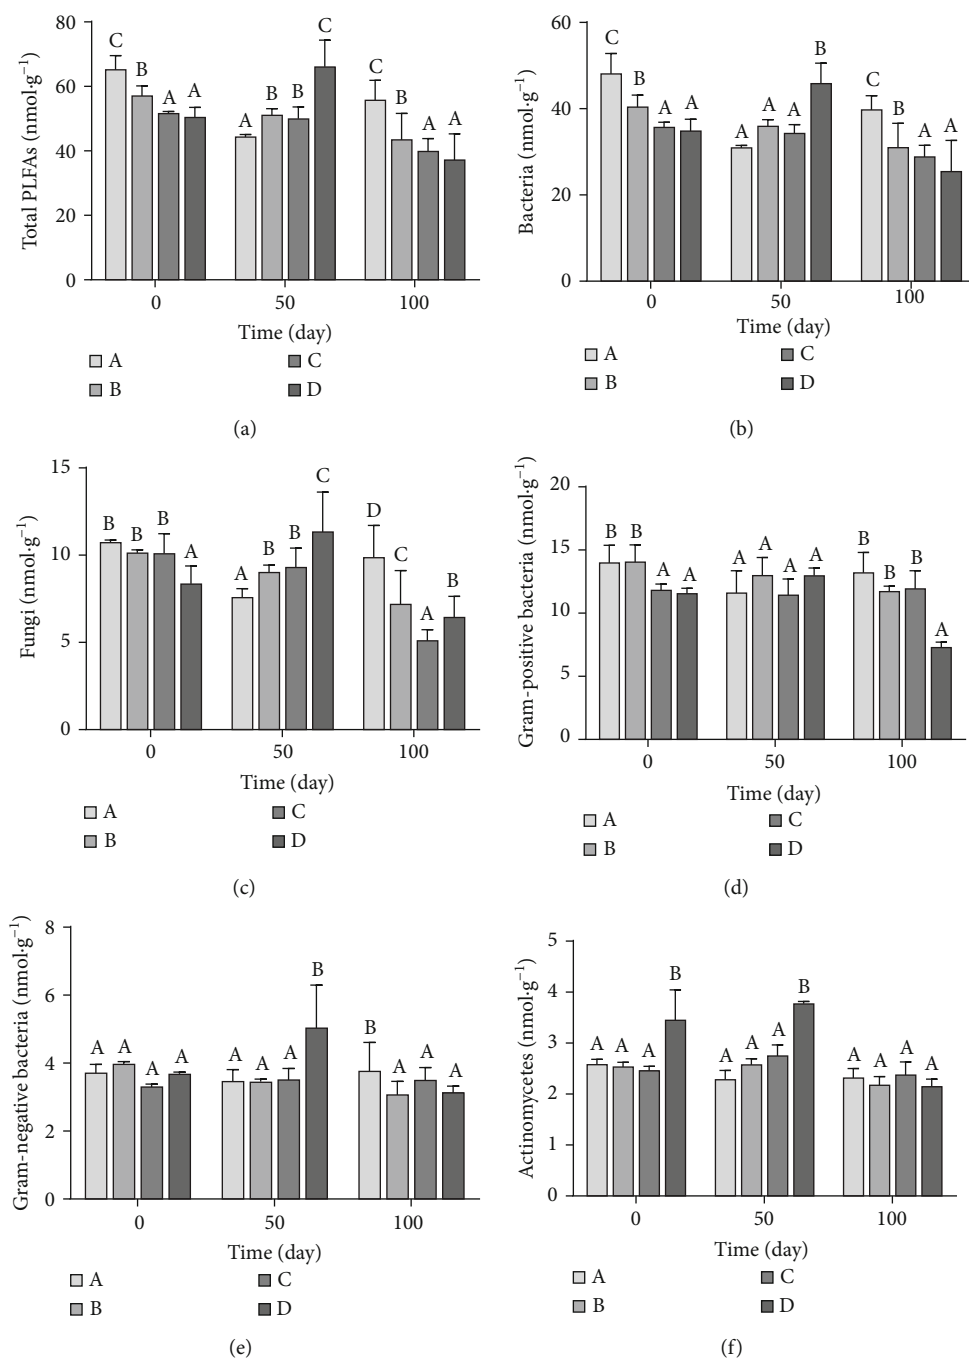 Total PLFAs (nmol·g⁻¹)
80
60
40
20
0
C B A A
A B B C
C B A A
0 50 100
Time (day)
A C
B D
(a)
Bacteria (nmol·g⁻¹)
60
40
20
0
C B A A
A A A B
C B A A
0 50 100
Time (day)
A C
B D
(b)
Fungi (nmol·g⁻¹)
15
10
5
0
B B B A
A B B C
D C A B
0 50 100
Time (day)
A C
B D
(c)
Gram-positive bacteria (nmol·g⁻¹)
20
15
10
5
0
B B A A
A A A A
B B B A
0 50 100
Time (day)
A C
B D
(d)
Gram-negative bacteria (nmol·g⁻¹)
8
6
4
2
0
A A A A
A A A B
B A A A
0 50 100
Time (day)
A C
B D
(e)
Actinomycetes (nmol·g⁻¹)
5
4
3
2
1
0
A A A B
A A A B
A A A A
0 50 100
Time (day)
A C
B D
(f)